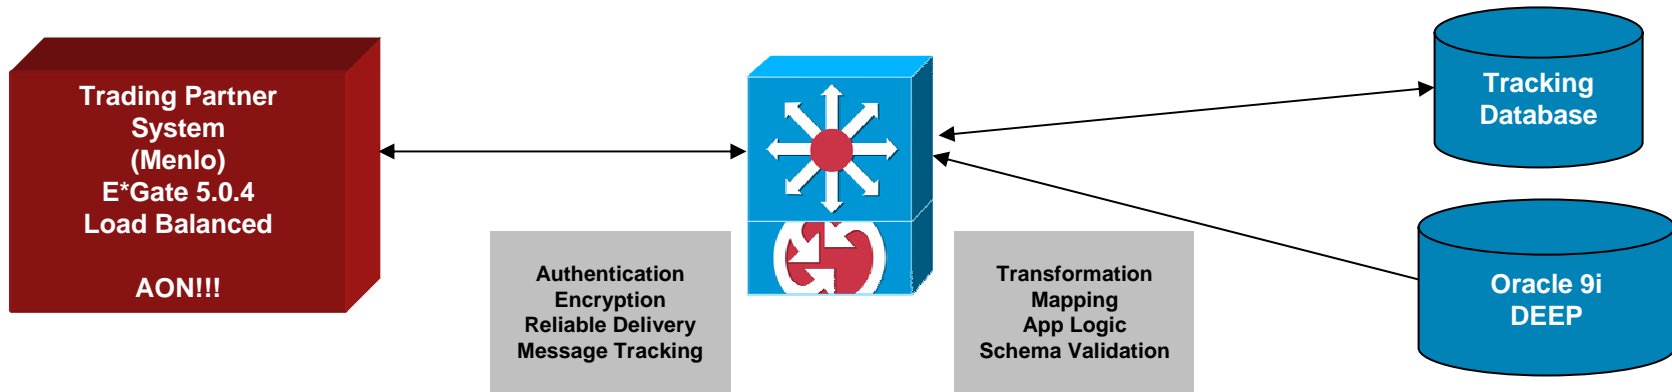 Trading Partner
System
(Menlo)
E*Gate 5.0.4
Load Balanced
AON!!!
Authentication
Encryption
Reliable Delivery
Message Tracking
Transformation
Mapping
App Logic
Schema Validation
Tracking
Database
Oracle 9i
DEEP